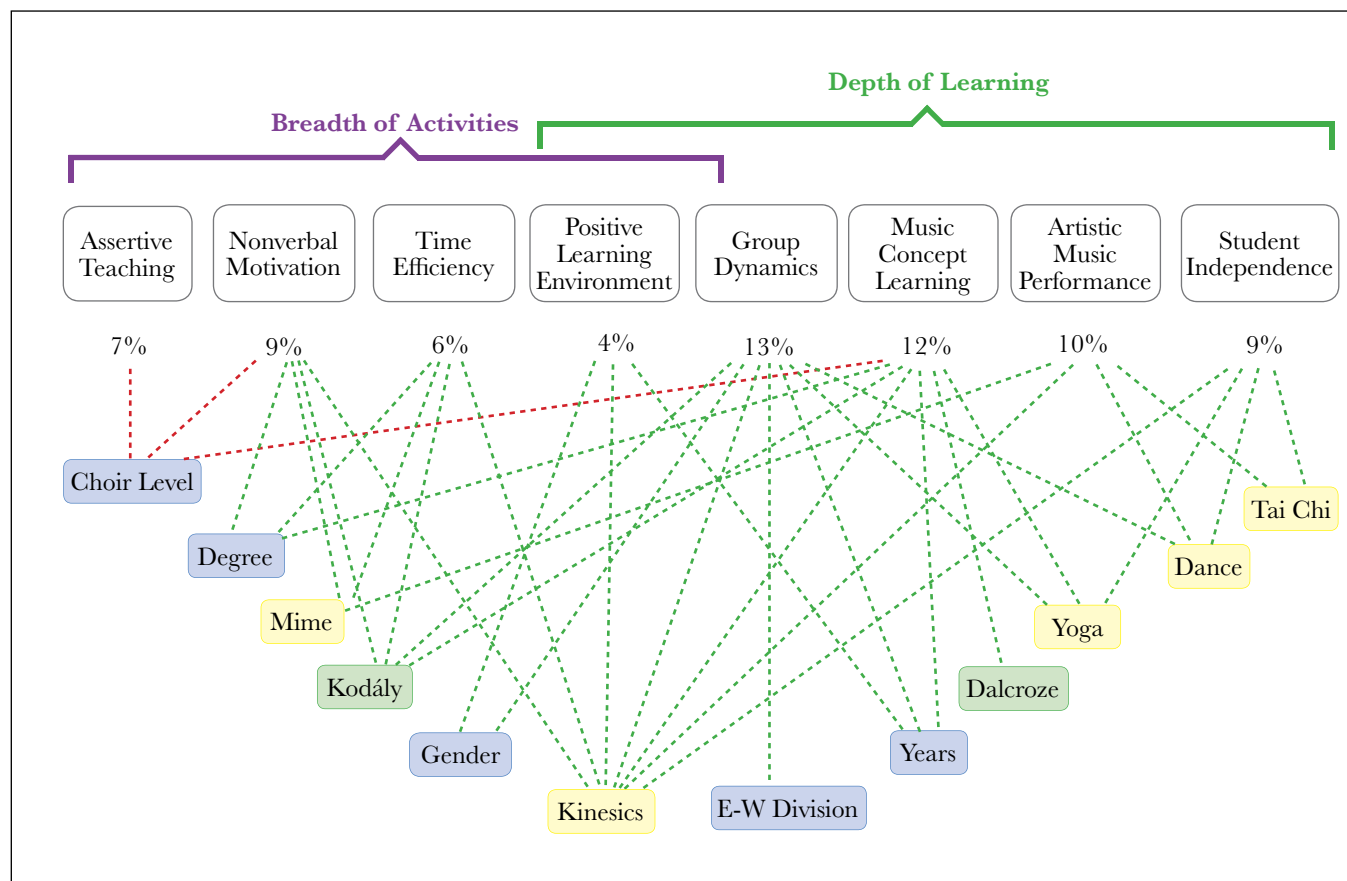 Depth of Learning
Breadth of Activities
Assertive
Teaching
Nonverbal
Motivation
Time
Efficiency
Positive
Learning
Environment
Group
Dynamics
Music
Concept
Learning
Artistic
Music
Performance
Student
Independence
7%
9%
6%
4%
13%
12%
10%
9%
Choir Level
Tai Chi
Degree
Dance
Mime
Yoga
Kodály
Dalcroze
Gender
Years
Kinesics
E-W Division